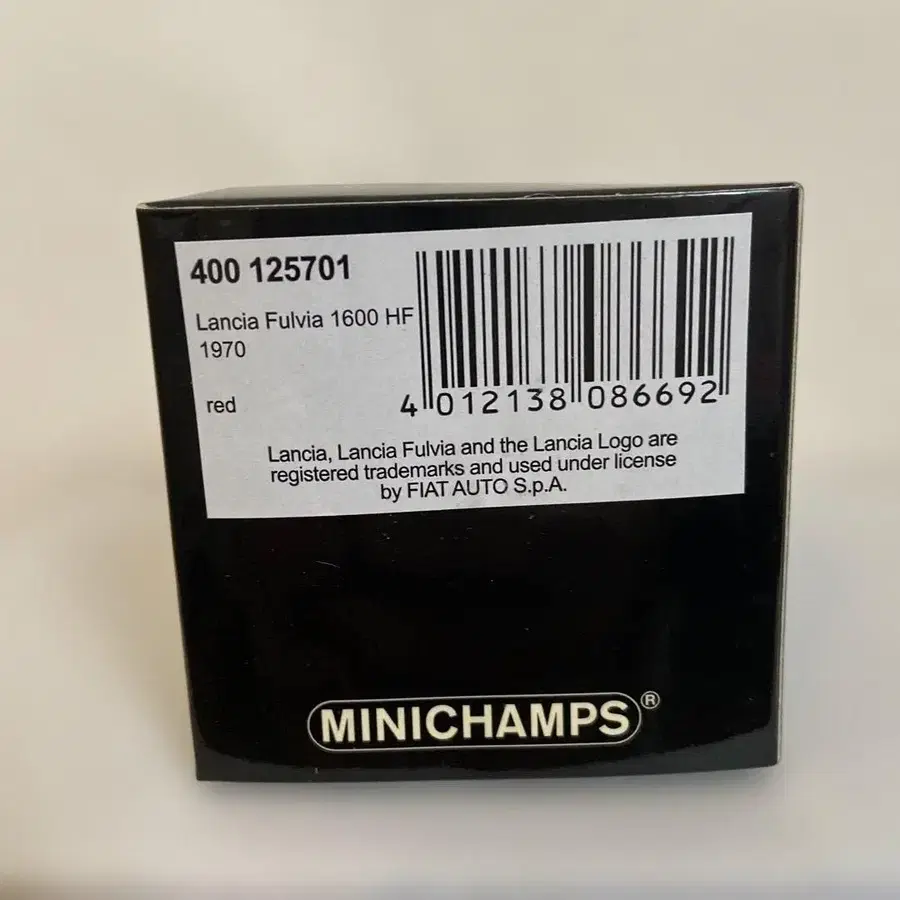 400 125701
Lancia Fulvia 1600 HF
1970
red
4 012138 086692
Lancia, Lancia Fulvia and the Lancia Logo are
registered trademarks and used under license
by FIAT AUTO S.p.A.
MINICHAMPS®